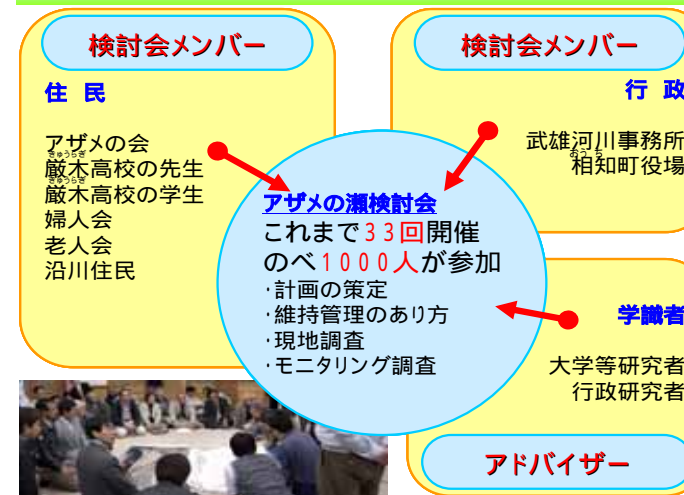 検討会メンバー
住 民
アザメの会
きゅうらぎ
厳木高校の先生
きゅうらぎ
厳木高校の学生
婦人会
老人会
沿川住民
検討会メンバー
行 政
武雄河川事務所
おうち
相知町役場
アザメの瀬検討会
これまで33回開催
のべ1000人が参加
・計画の策定
・維持管理のあり方
・現地調査
・モニタリング調査
学識者
大学等研究者
行政研究者
アドバイザー